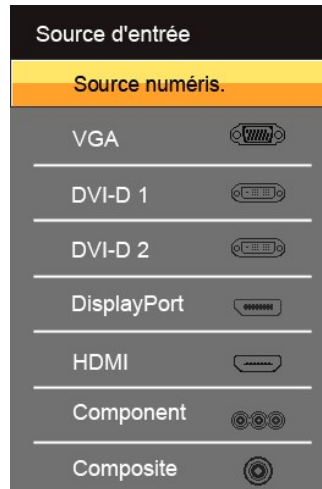 Source d'entrée
Source numéris.
VGA
DVI-D 1
DVI-D 2
DisplayPort
HDMI
Component
Composite